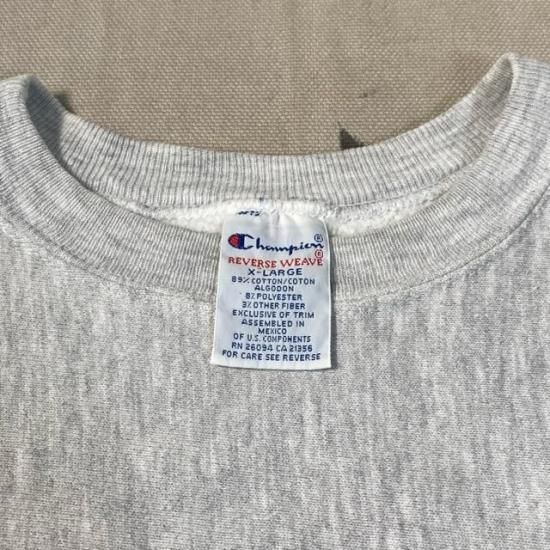 Champion®
REVERSE WEAVE®
X-LARGE
89% COTTON/COTON
ALGODON
8% POLYESTER
3% OTHER FIBER
EXCLUSIVE OF TRIM
ASSEMBLED IN
MEXICO
OF U.S. COMPONENTS
RN 26094 CA 21356
FOR CARE SEE REVERSE